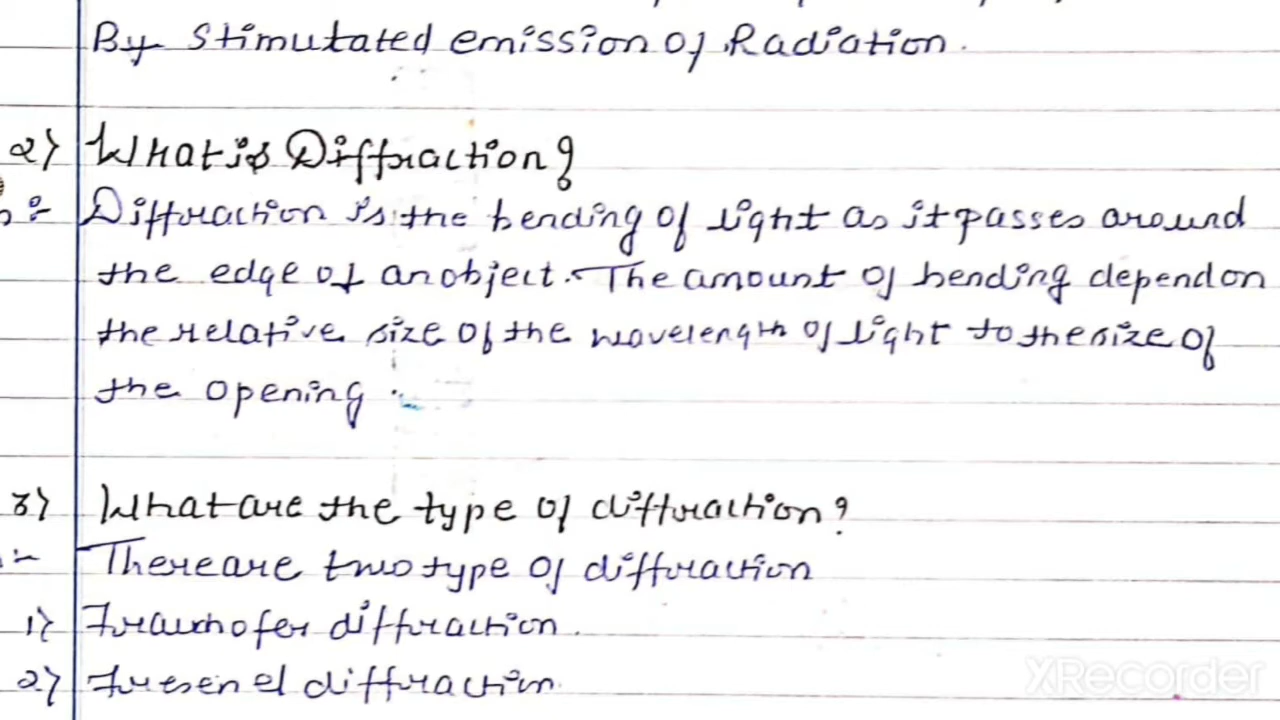 By Stimutated emission of Radiation.
2) What is Diffraction?
:- Diffraction is the bending of light as it passes around
the edge of an object. The amount of bending depend on
the relative size of the wavelength of light to the size of
the opening.
3) What are the type of diffraction?
:- There are two type of diffraction
1) Fraunhofer diffraction.
2) Fresenel diffraction.
XRecorder